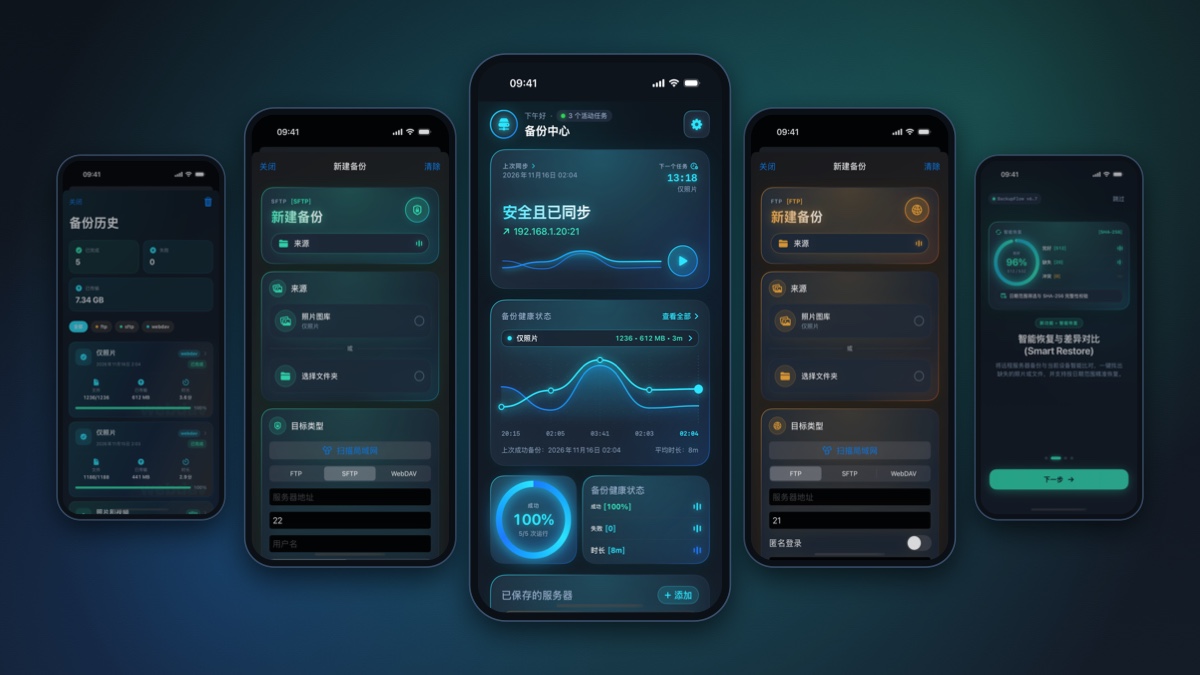 09:41
关闭
备份历史
5
0
7.34 GB
ftp
sftp
webdav
仅照片
1236/1236
612 MB
100%
仅照片
1188/1188
441 MB
100%
09:41
关闭
新建备份
清除
SFTP [SFTP]
新建备份
来源
来源
照片图库
仅照片
或
选择文件夹
目标类型
扫描局域网
FTP
SFTP
WebDAV
服务器地址
22
用户名
09:41
下午好 · 3 个活动任务
备份中心
上次同步
2026年11月16日 02:04
下一个任务
13:18
仅照片
安全且已同步
192.168.1.20:21
备份健康状态
查看全部
仅照片
1236 • 612 MB • 3m
20:15
02:05
03:41
02:03
02:04
上次成功备份: 2026年11月16日 02:04
平均时长: 8m
成功
100%
5/5 次运行
备份健康状态
成功 [100%]
失败 [0]
时长 [8m]
已保存的服务器
+ 添加
09:41
关闭
新建备份
清除
FTP [FTP]
新建备份
来源
来源
照片图库
仅照片
或
选择文件夹
目标类型
扫描局域网
FTP
SFTP
WebDAV
服务器地址
21
匿名登录
09:41
跳过
96%
智能恢复与差异对比
(Smart Restore)
下一步 →